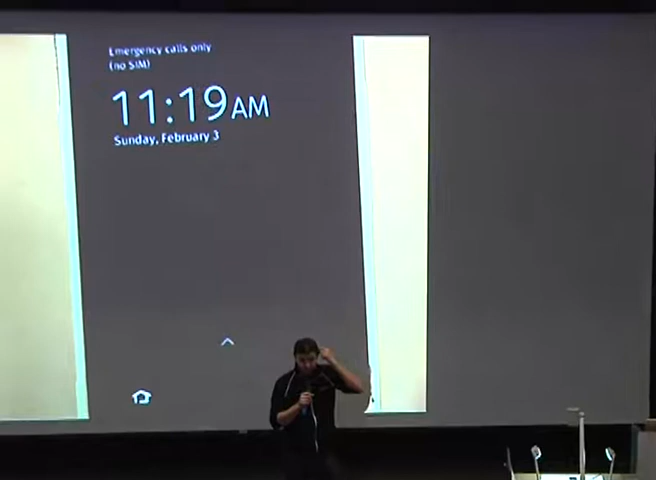 Emergency calls only
(no SIM)
11:19AM
Sunday, February 3